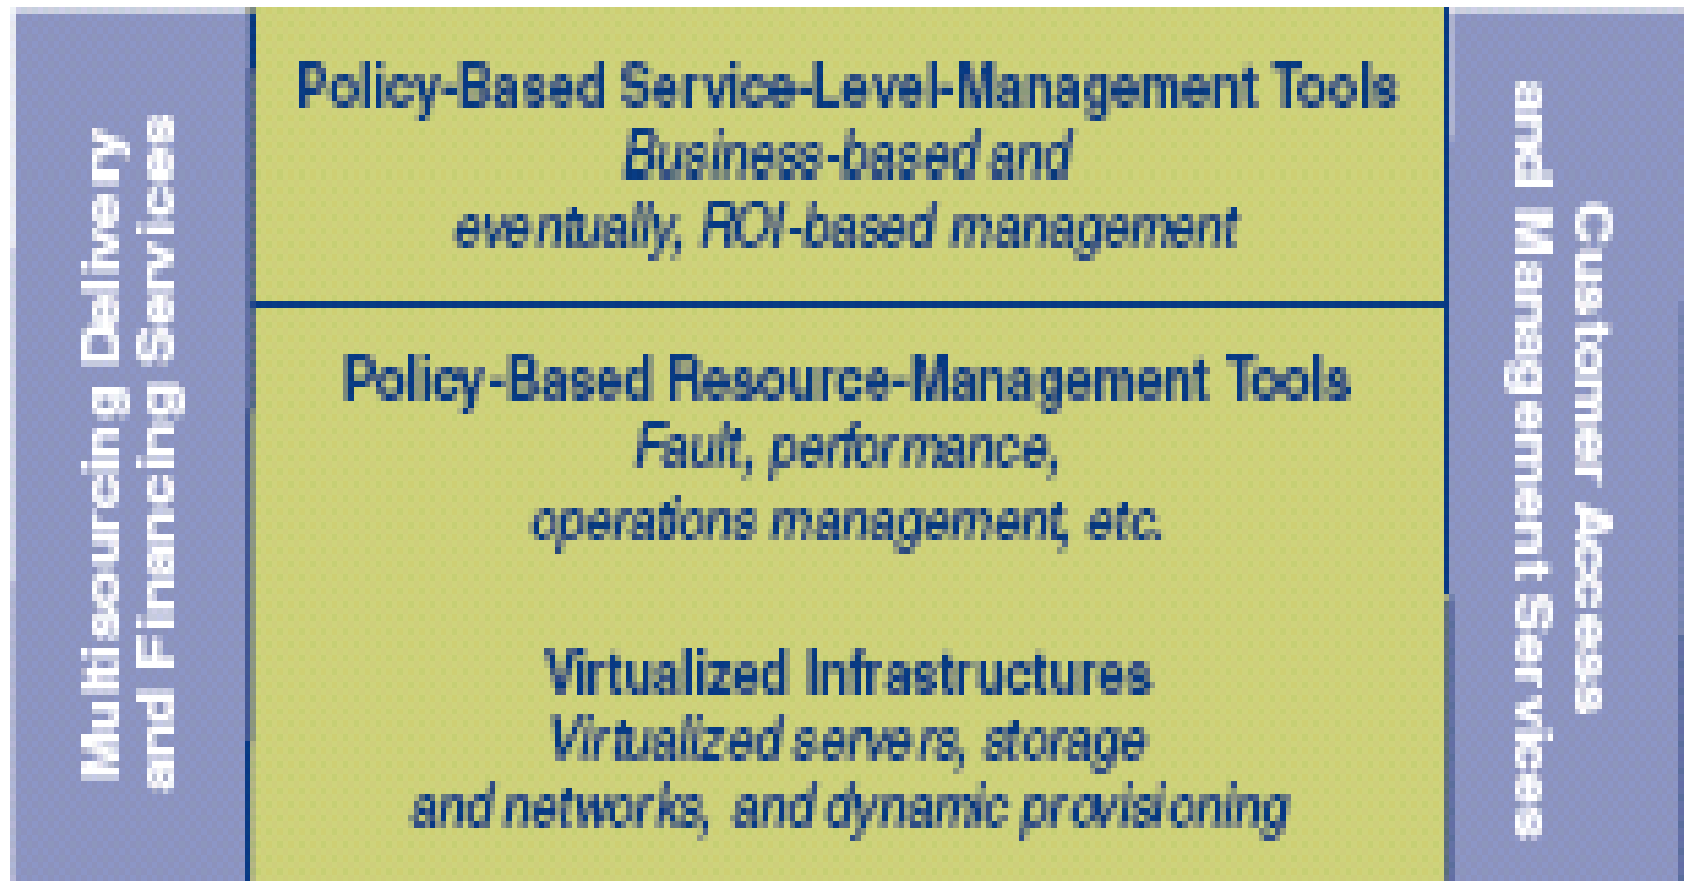 Multisourcing Delivery
and Financing Services
Policy-Based Service-Level-Management Tools
Business-based and
eventually, ROI-based management
Policy-Based Resource-Management Tools
Fault, performance,
operations management, etc.
Virtualized Infrastructures
Virtualized servers, storage
and networks, and dynamic provisioning
Customer Access
and Management Services